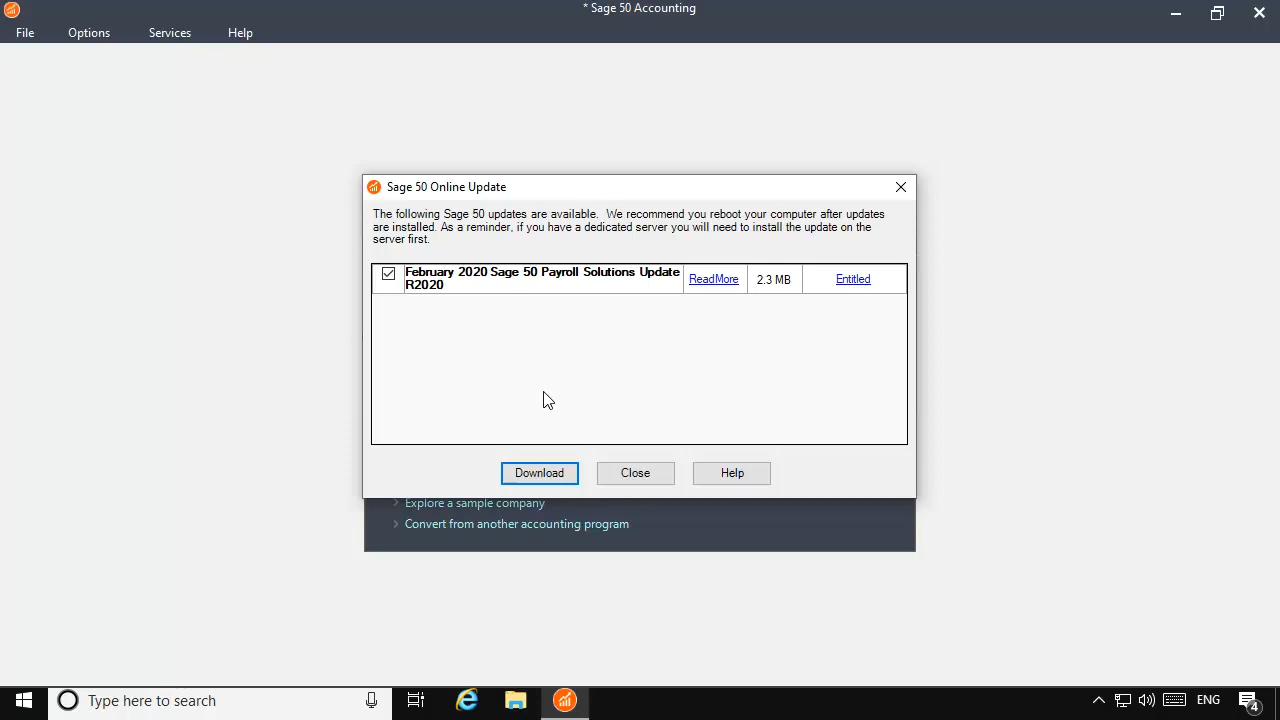 * Sage 50 Accounting
File Options Services Help
Sage 50 Online Update
The following Sage 50 updates are available. We recommend you reboot your computer after updates
are installed. As a reminder, if you have a dedicated server you will need to install the update on the
server first.
February 2020 Sage 50 Payroll Solutions Update
R2020
ReadMore
2.3 MB
Entitled
Download
Close
Help
Explore a sample company
Convert from another accounting program
Type here to search
ENG
4